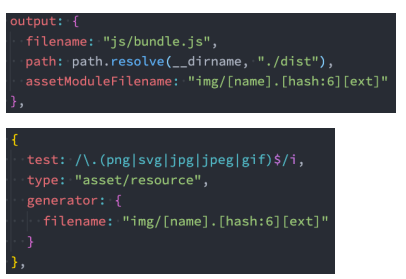 output: {
  filename: "js/bundle.js",
  path: path.resolve(__dirname, "./dist"),
  assetModuleFilename: "img/[name].[hash:6][ext]"
},
{
  test: /\.(png|svg|jpg|jpeg|gif)$/i,
  type: "asset/resource",
  generator: {
    filename: "img/[name].[hash:6][ext]"
  }
},